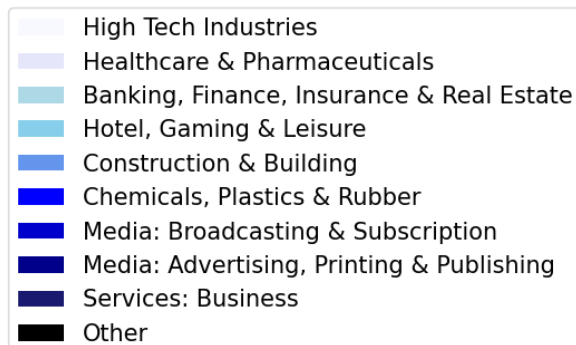 High Tech Industries
Healthcare & Pharmaceuticals
Banking, Finance, Insurance & Real Estate
Hotel, Gaming & Leisure
Construction & Building
Chemicals, Plastics & Rubber
Media: Broadcasting & Subscription
Media: Advertising, Printing & Publishing
Services: Business
Other